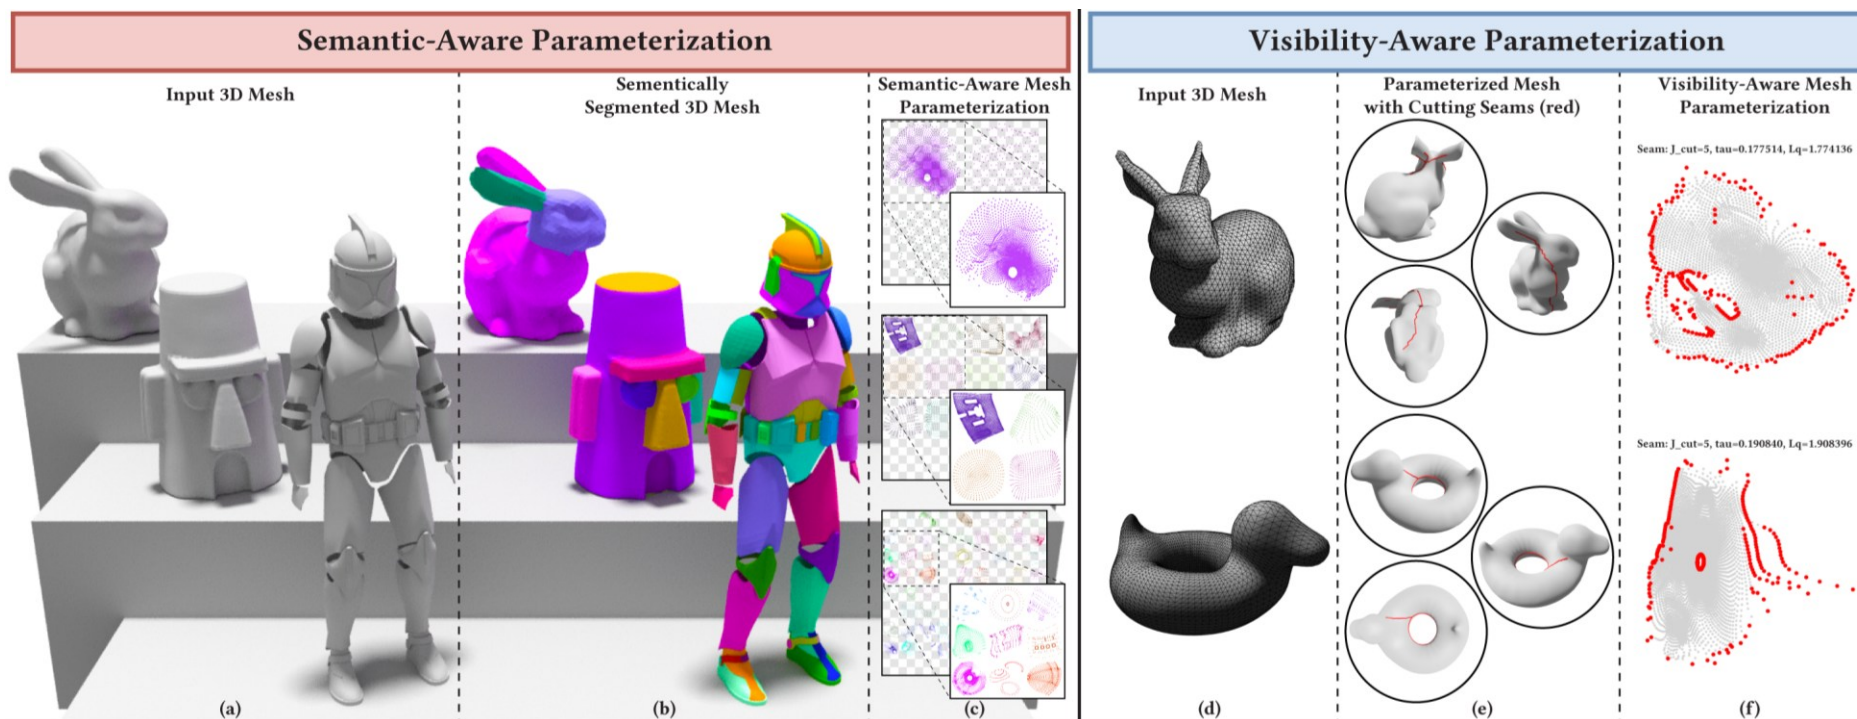 Semantic-Aware Parameterization
Input 3D Mesh
Sementically
Segmented 3D Mesh
Semantic-Aware Mesh
Parameterization
(a)
(b)
(c)
Visibility-Aware Parameterization
Input 3D Mesh
Parameterized Mesh
with Cutting Seams (red)
Visibility-Aware Mesh
Parameterization
Seam: J_cut=5, tau=0.177514, Lq=1.774136
Seam: J_cut=5, tau=0.190840, Lq=1.908396
(d)
(e)
(f)